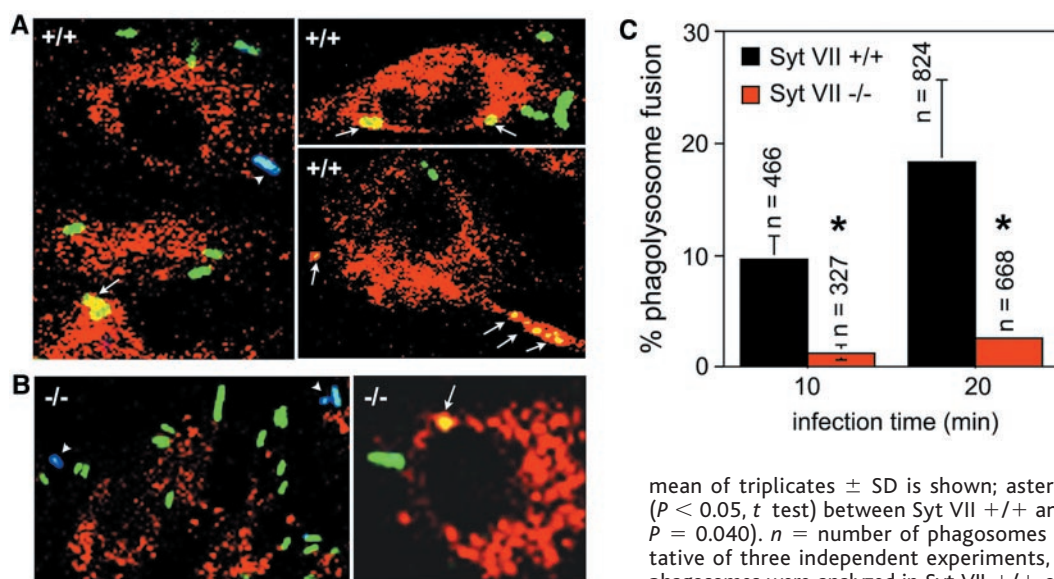 A
+/+
+/+
+/+
B
-/-
-/-
C
30
20
10
0
% phagolysosome fusion
Syt VII +/+
Syt VII -/-
n = 466
n = 327
n = 824
n = 668
*
*
10
20
infection time (min)
mean of triplicates ± SD is shown; aster
(P < 0.05, t test) between Syt VII +/+ ar
P = 0.040). n = number of phagosomes
tative of three independent experiments,